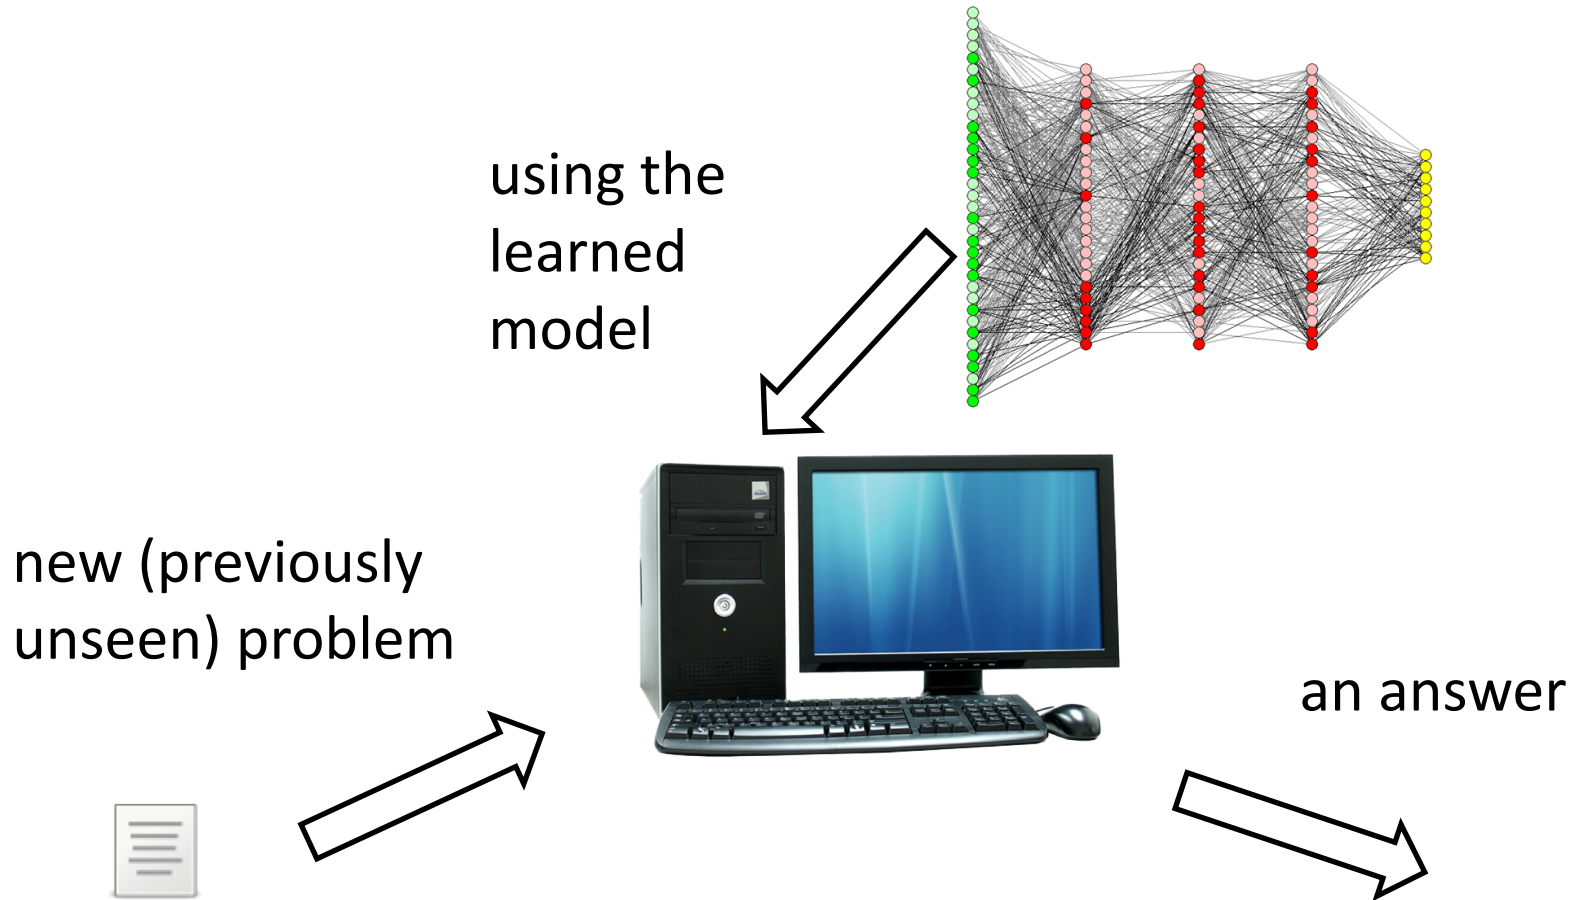 using the
learned
model
new (previously
unseen) problem
an answer